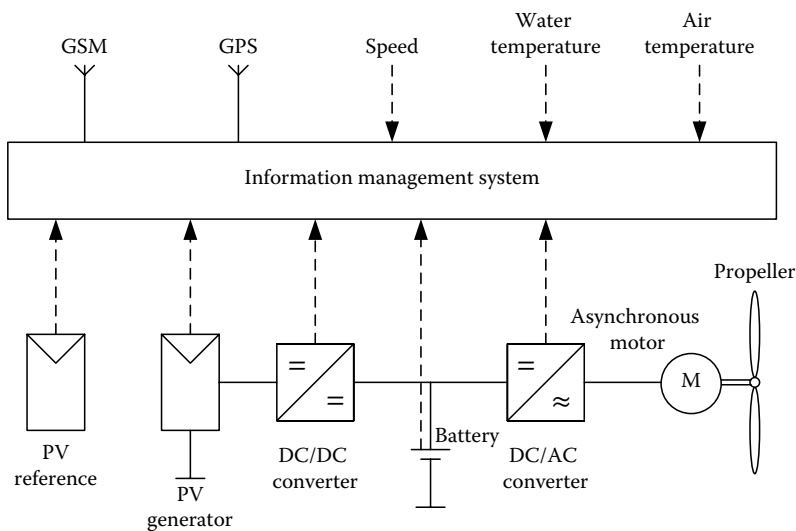 GSM
GPS
Speed
Water
temperature
Air
temperature
Information management system
Propeller
Asynchronous
motor
=
=
=
≈
M
PV
reference
PV
generator
DC/DC
converter
Battery
DC/AC
converter